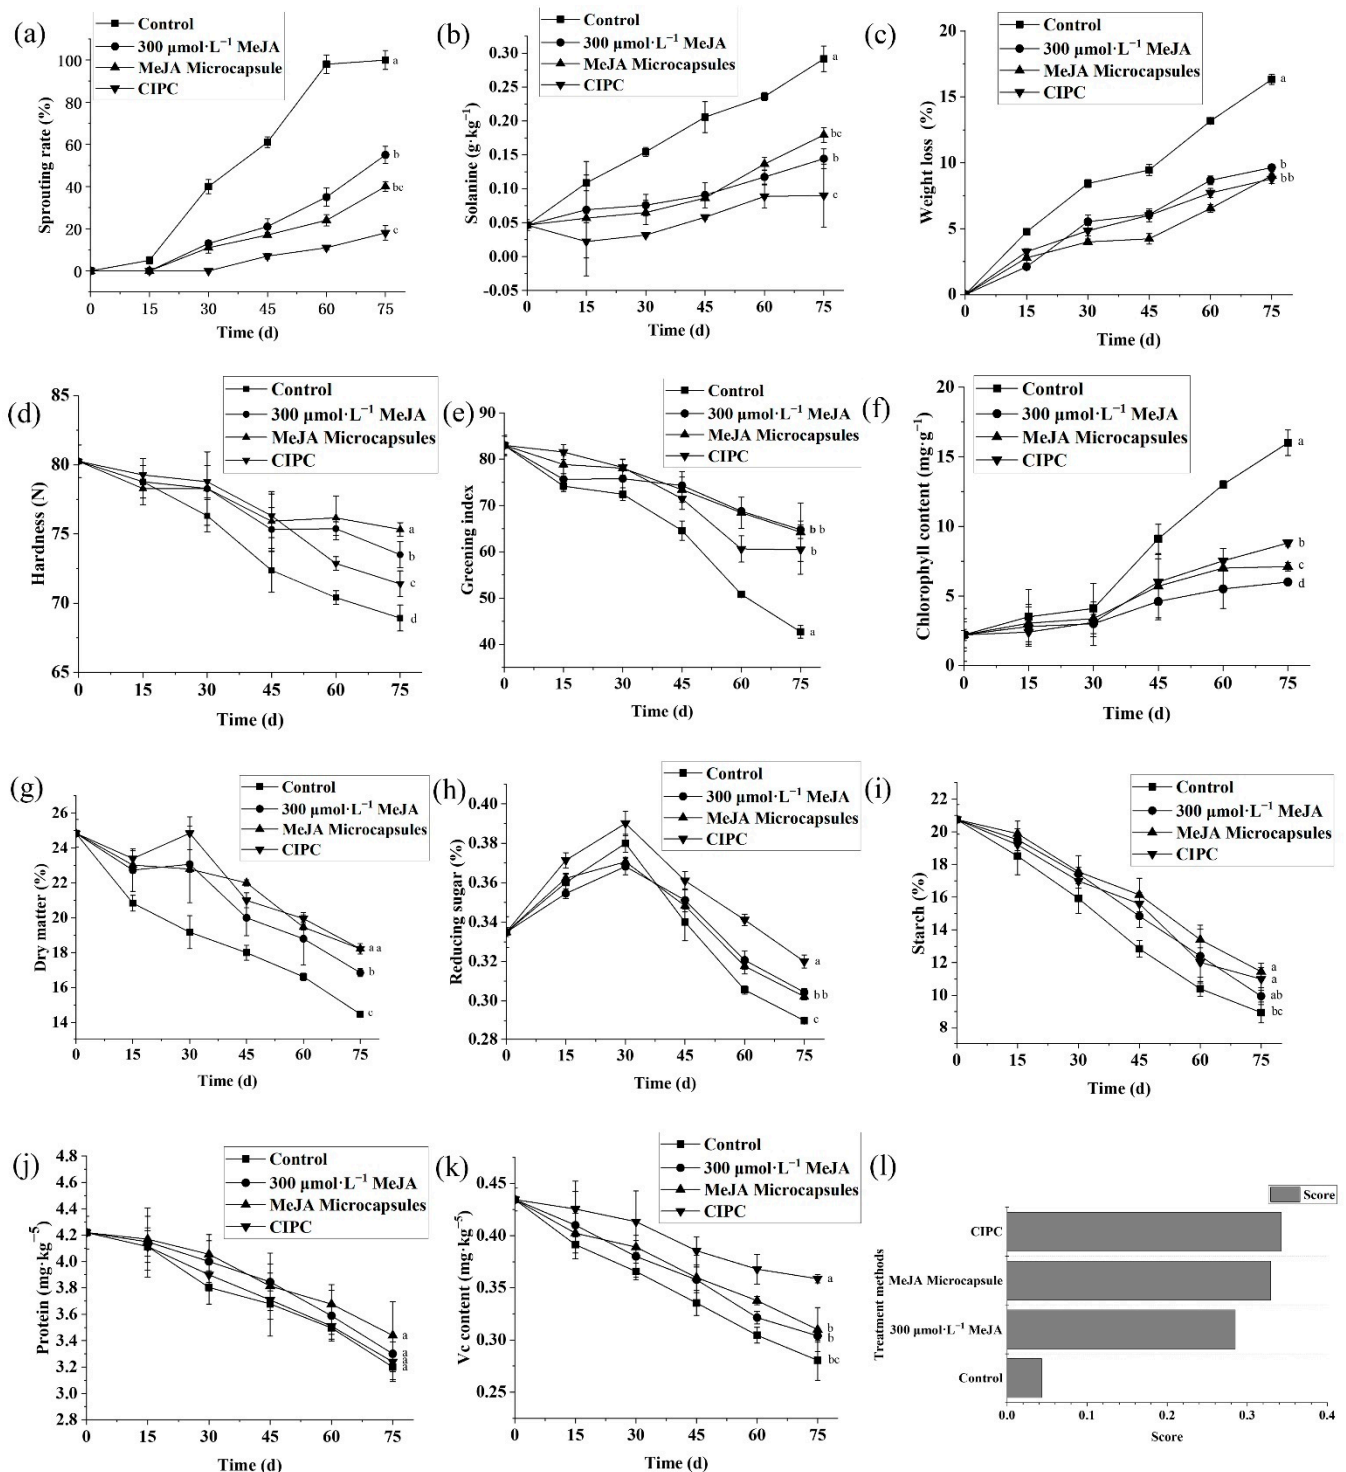 (a)
Control
300 μmol·L⁻¹ MeJA
MeJA Microcapsule
CIPC
Sprouting rate (%)
100
80
60
40
20
0
a
b
bc
c
0 15 30 45 60 75
Time (d)
(b)
Control
300 μmol·L⁻¹ MeJA
MeJA Microcapsules
CIPC
Solanine (g·kg⁻¹)
0.30
0.25
0.20
0.15
0.10
0.05
0.00
-0.05
a
bc
b
c
0 15 30 45 60 75
Time (d)
(c)
Control
300 μmol·L⁻¹ MeJA
MeJA Microcapsules
CIPC
Weight loss (%)
20
15
10
5
0
a
b
bb
0 15 30 45 60 75
Time (d)
(d)
Control
300 μmol·L⁻¹ MeJA
MeJA Microcapsules
CIPC
Hardness (N)
85
80
75
70
65
a
b
c
d
0 15 30 45 60 75
Time (d)
(e)
Control
300 μmol·L⁻¹ MeJA
MeJA Microcapsules
CIPC
Greening index
90
80
70
60
50
40
b b
b
a
0 15 30 45 60 75
Time (d)
(f)
Control
300 μmol·L⁻¹ MeJA
MeJA Microcapsules
CIPC
Chlorophyll content (mg·g⁻¹)
20
15
10
5
0
a
b
c
d
0 15 30 45 60 75
Time (d)
(g)
Control
300 μmol·L⁻¹ MeJA
MeJA Microcapsules
CIPC
Dry matter (%)
26
24
22
20
18
16
14
a a
b
c
0 15 30 45 60 75
Time (d)
(h)
Control
300 μmol·L⁻¹ MeJA
MeJA Microcapsules
CIPC
Reducing sugar (%)
0.40
0.38
0.36
0.34
0.32
0.30
0.28
a
b b
c
0 15 30 45 60 75
Time (d)
(i)
Control
300 μmol·L⁻¹ MeJA
MeJA Microcapsules
CIPC
Starch (%)
22
20
18
16
14
12
10
8
a
a
ab
bc
0 15 30 45 60 75
Time (d)
(j)
Control
300 μmol·L⁻¹ MeJA
MeJA Microcapsules
CIPC
Protein (mg·kg⁻⁵)
4.8
4.6
4.4
4.2
4.0
3.8
3.6
3.4
3.2
3.0
2.8
a
a
a
a
0 15 30 45 60 75
Time (d)
(k)
Control
300 μmol·L⁻¹ MeJA
MeJA Microcapsules
CIPC
Vc content (mg·kg⁻⁵)
0.45
0.40
0.35
0.30
0.25
a
b
b
bc
0 15 30 45 60 75
Time (d)
(l)
Score
Treatment methods
CIPC
MeJA Microcapsule
300 μmol·L⁻¹ MeJA
Control
0.0 0.1 0.2 0.3 0.4
Score